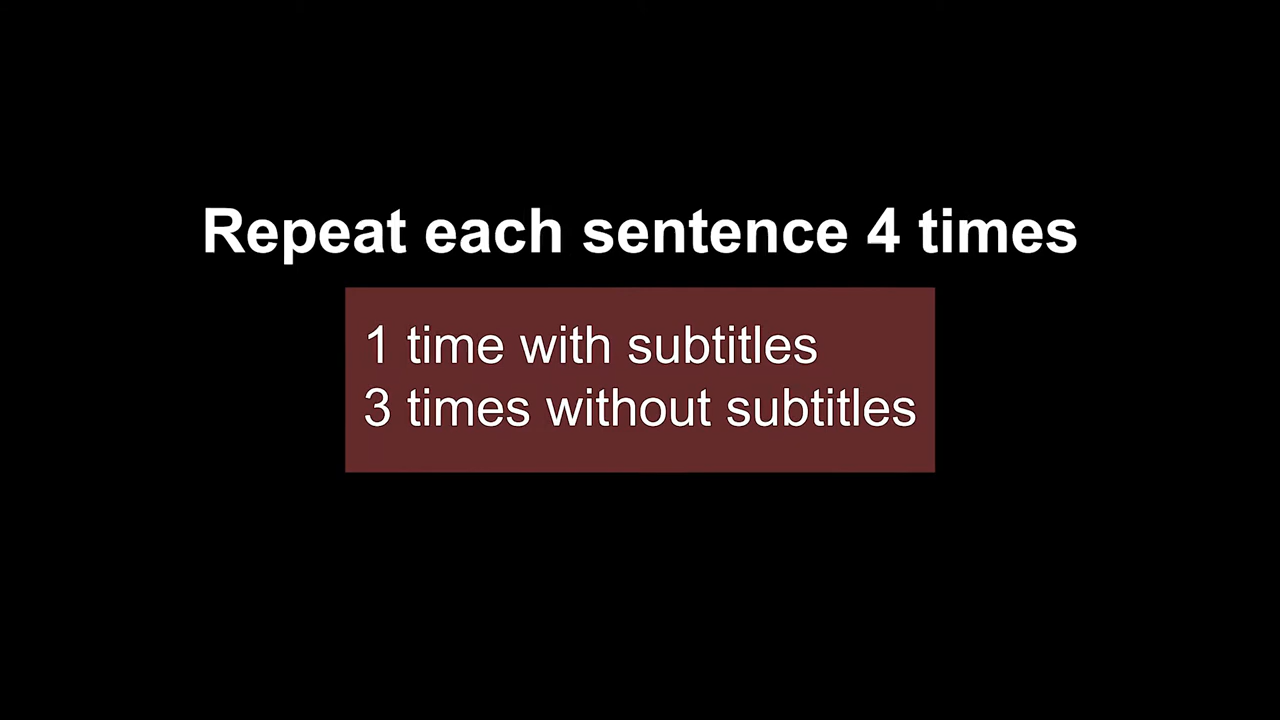 Repeat each sentence 4 times
1 time with subtitles
3 times without subtitles